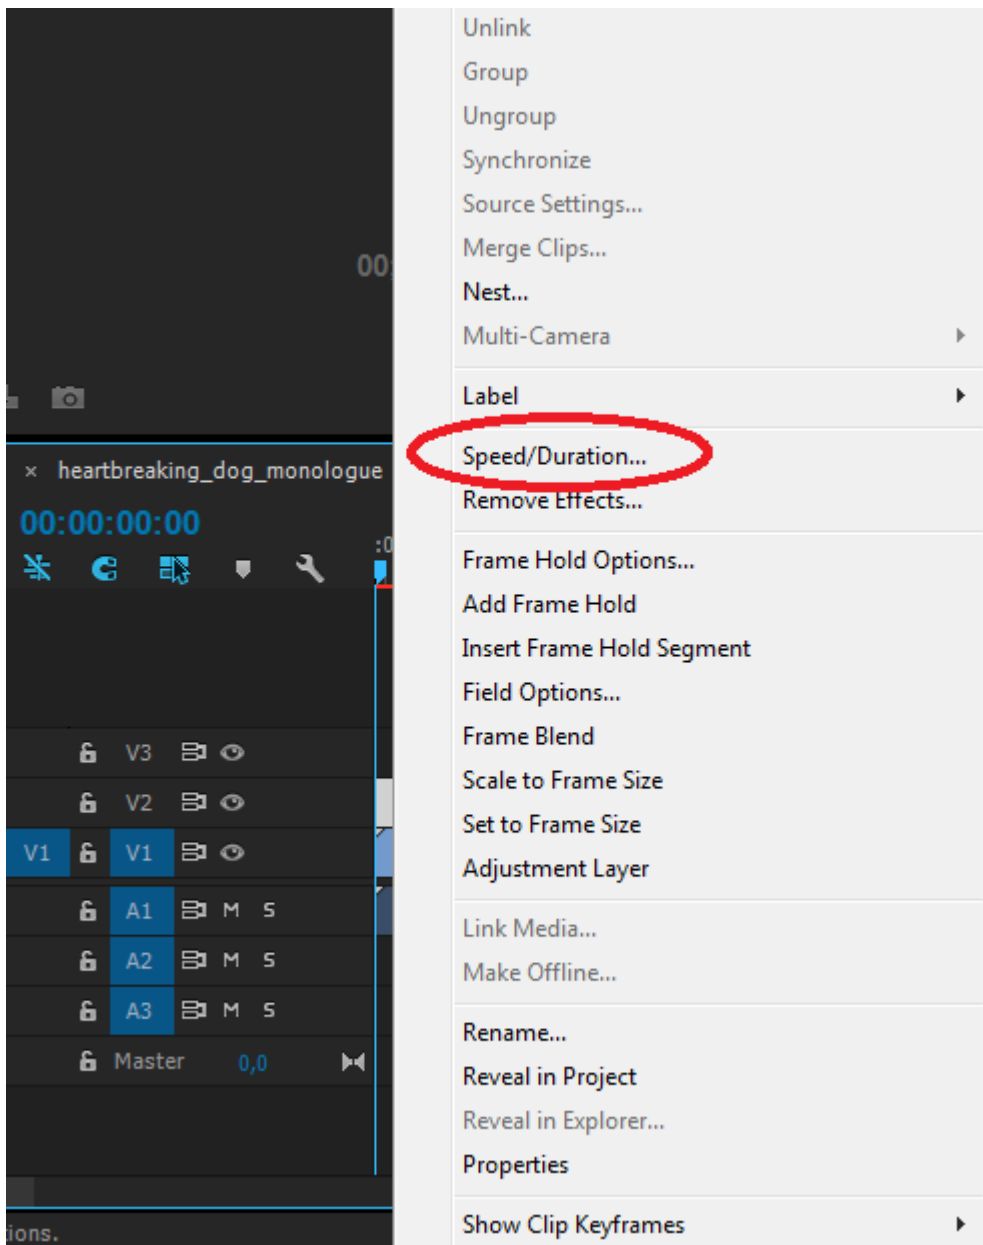 Unlink
Group
Ungroup
Synchronize
Source Settings...
Merge Clips...
Nest...
Multi-Camera
Label
Speed/Duration...
Remove Effects...
Frame Hold Options...
Add Frame Hold
Insert Frame Hold Segment
Field Options...
Frame Blend
Scale to Frame Size
Set to Frame Size
Adjustment Layer
Link Media...
Make Offline...
Rename...
Reveal in Project
Reveal in Explorer...
Properties
Show Clip Keyframes
00;
× heartbreaking_dog_monologue
00:00:00:00
:0
V3
V2
V1 V1
A1 M S
A2 M S
A3 M S
Master 0,0
ions.